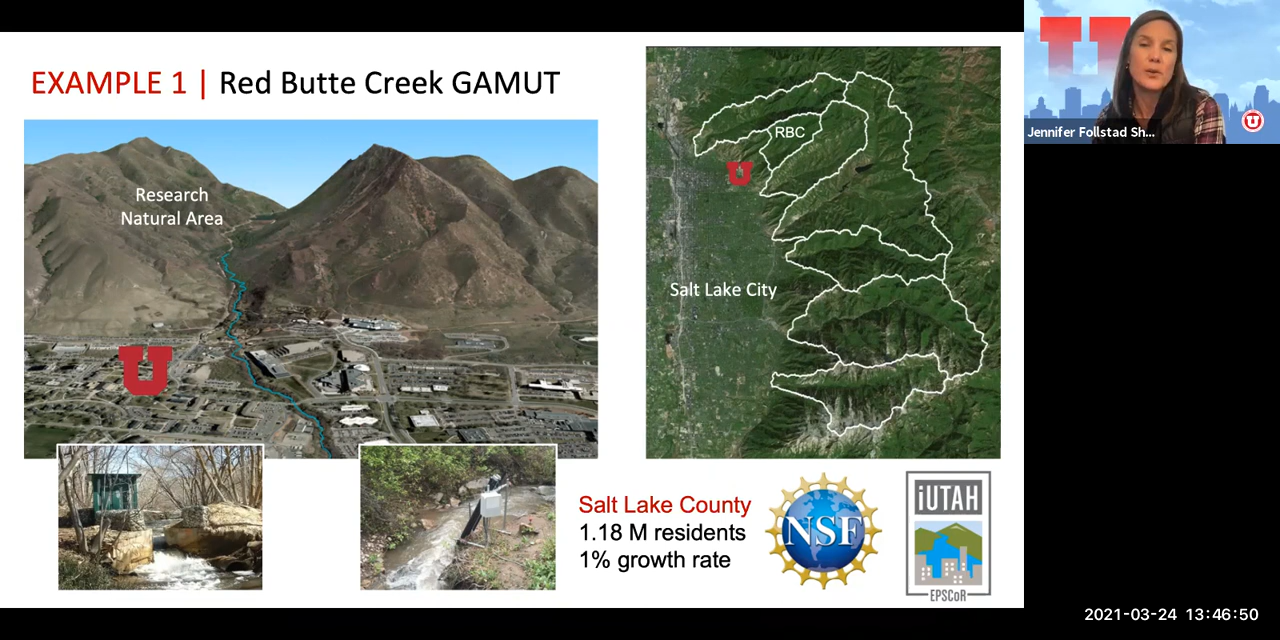 EXAMPLE 1 | Red Butte Creek GAMUT
Research
Natural Area
U
RBC
U
Salt Lake City
Salt Lake County
1.18 M residents
1% growth rate
NSF
iUTAH
EPSCoR
U
Jennifer Follstad Sh...
U
2021-03-24 13:46:50